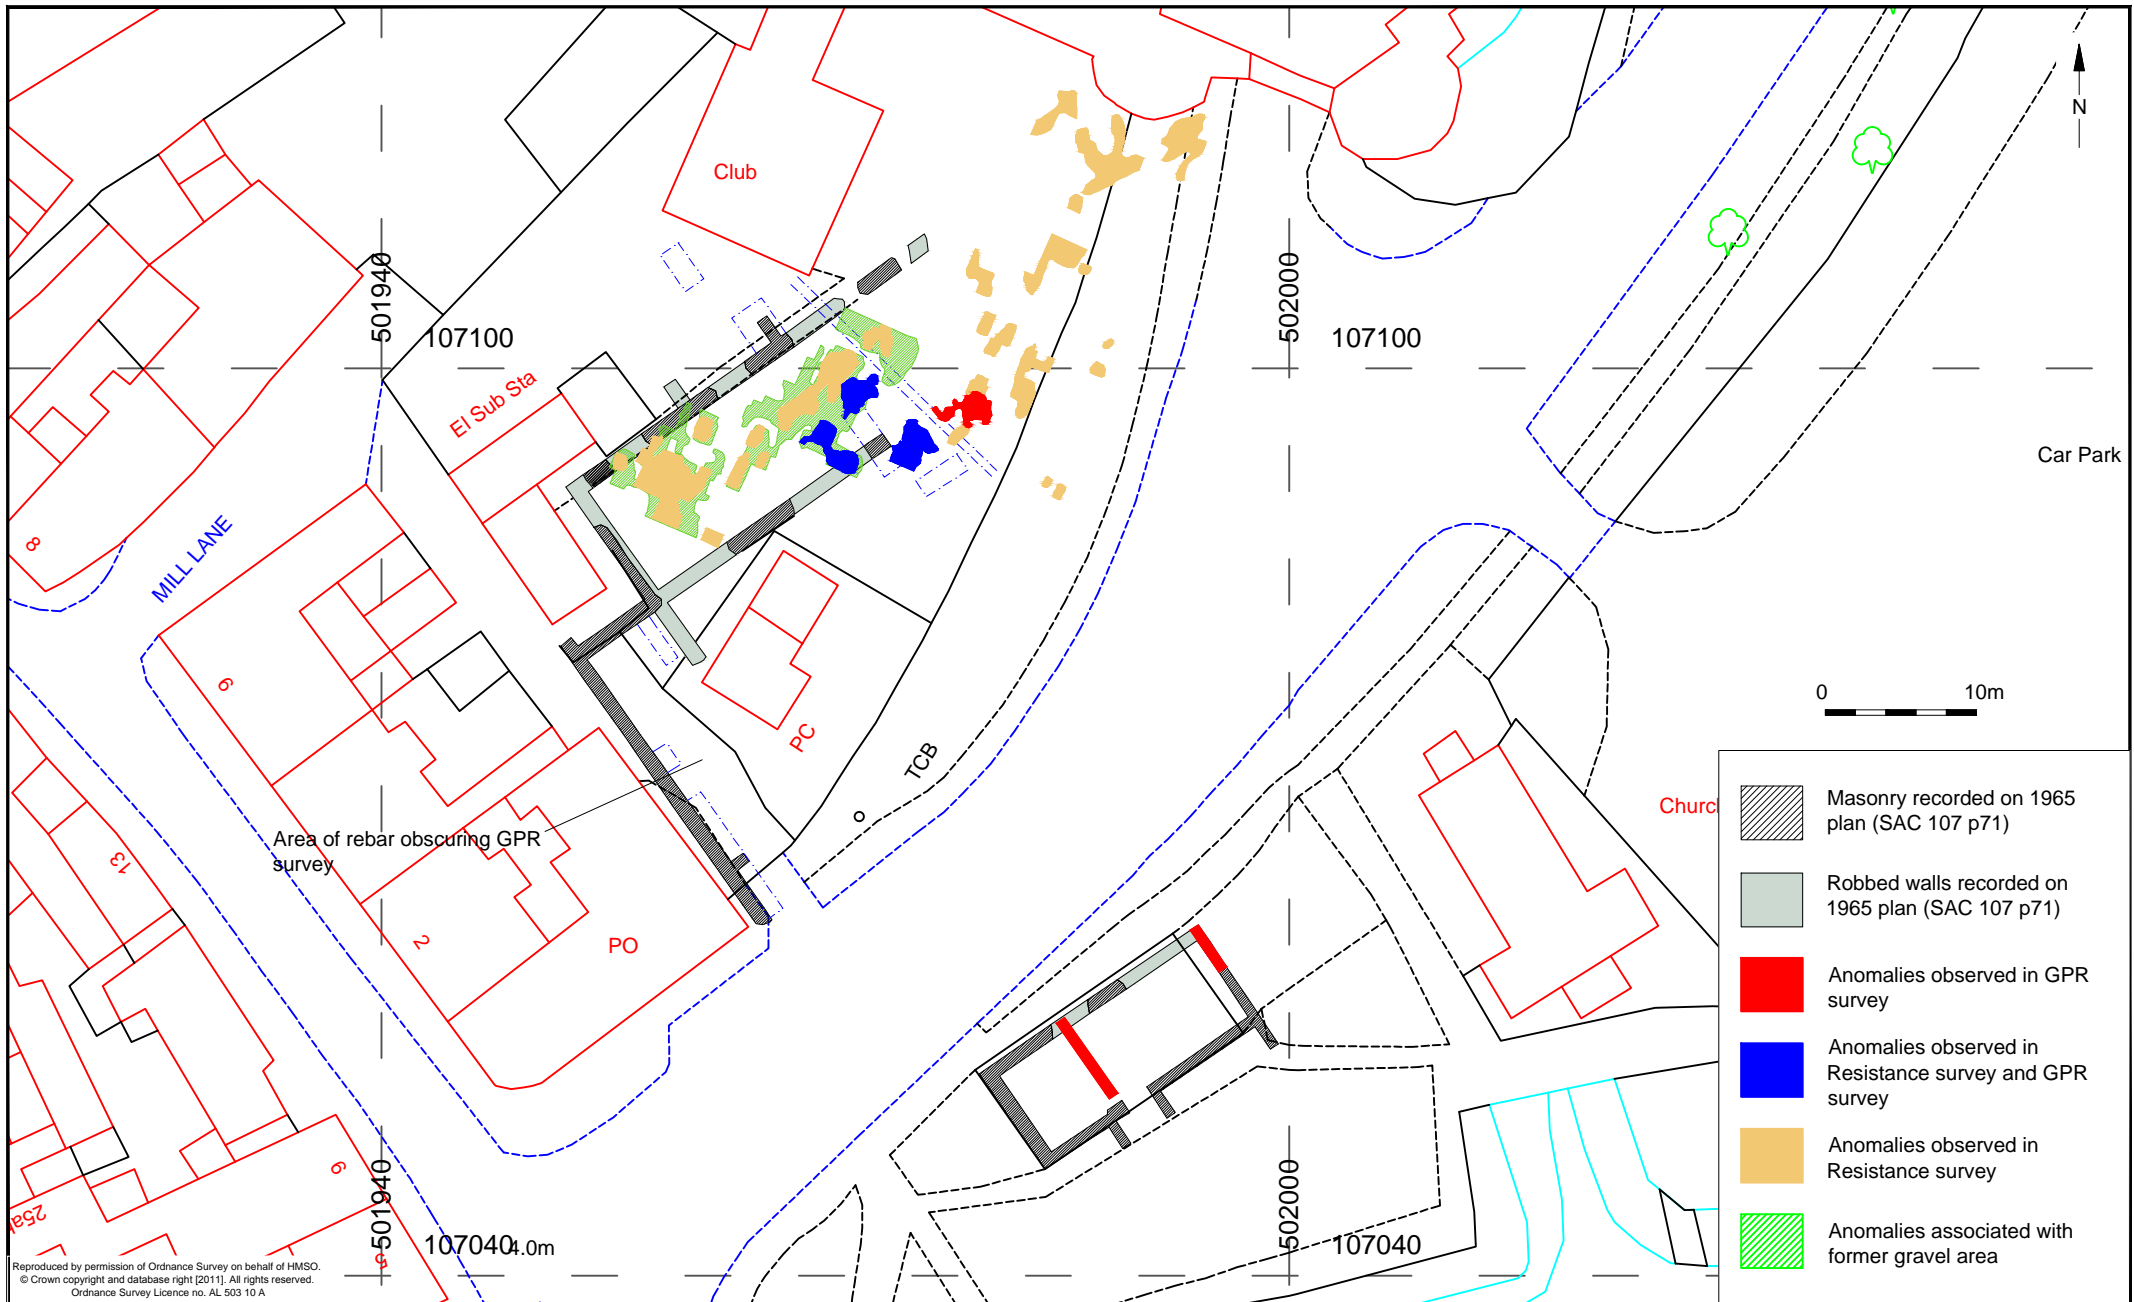 N
Club
501940
107100
502000
107100
El Sub Sta
Car Park
8
MILL LANE
9
0 10m
PC
TCB
Church
Area of rebar obscuring GPR
survey
13
2
PO
Masonry recorded on 1965
plan (SAC 107 p71)
Robbed walls recorded on
1965 plan (SAC 107 p71)
Anomalies observed in GPR
survey
Anomalies observed in
Resistance survey and GPR
survey
Anomalies observed in
Resistance survey
Anomalies associated with
former gravel area
9
25a
5
501940
107040
4.0m
502000
107040
Reproduced by permission of Ordnance Survey on behalf of HMSO.
© Crown copyright and database right [2011]. All rights reserved.
Ordnance Survey Licence no. AL 503 10 A